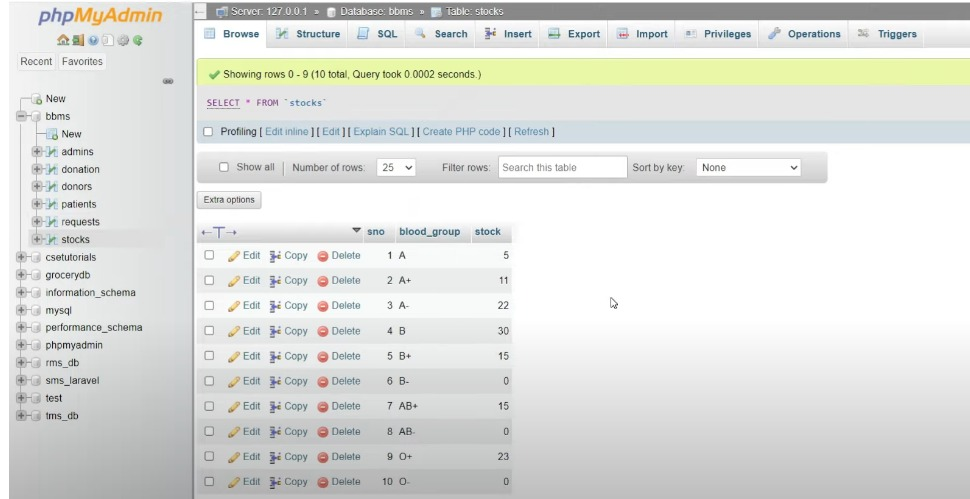 phpMyAdmin
Recent Favorites
New
bbms
New
admins
donation
donors
patients
requests
stocks
csetutorials
grocerydb
information_schema
mysql
performance_schema
phpmyadmin
rms_db
sms_laravel
test
tms_db
Server: 127.0.0.1 » Database: bbms » Table: stocks
Browse Structure SQL Search Insert Export Import Privileges Operations Triggers
Showing rows 0 - 9 (10 total, Query took 0.0002 seconds.)
SELECT * FROM `stocks`
Profiling [ Edit inline ] [ Edit ] [ Explain SQL ] [ Create PHP code ] [ Refresh ]
Show all Number of rows: 25 Filter rows: Search this table Sort by key: None
Extra options
←T→ sno blood_group stock
Edit Copy Delete 1 A 5
Edit Copy Delete 2 A+ 11
Edit Copy Delete 3 A- 22
Edit Copy Delete 4 B 30
Edit Copy Delete 5 B+ 15
Edit Copy Delete 6 B- 0
Edit Copy Delete 7 AB+ 15
Edit Copy Delete 8 AB- 0
Edit Copy Delete 9 O+ 23
Edit Copy Delete 10 O- 0